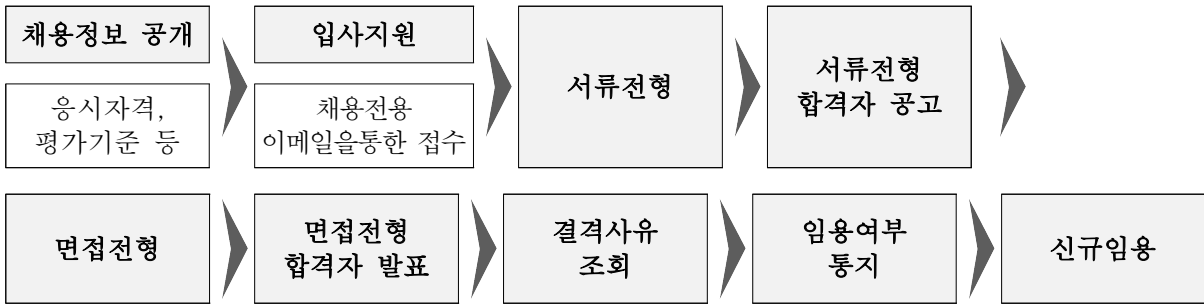 채용정보 공개
응시자격,
평가기준 등
입사지원
채용전용
이메일을통한 접수
서류전형
서류전형
합격자 공고
면접전형
면접전형
합격자 발표
결격사유
조회
임용여부
통지
신규임용